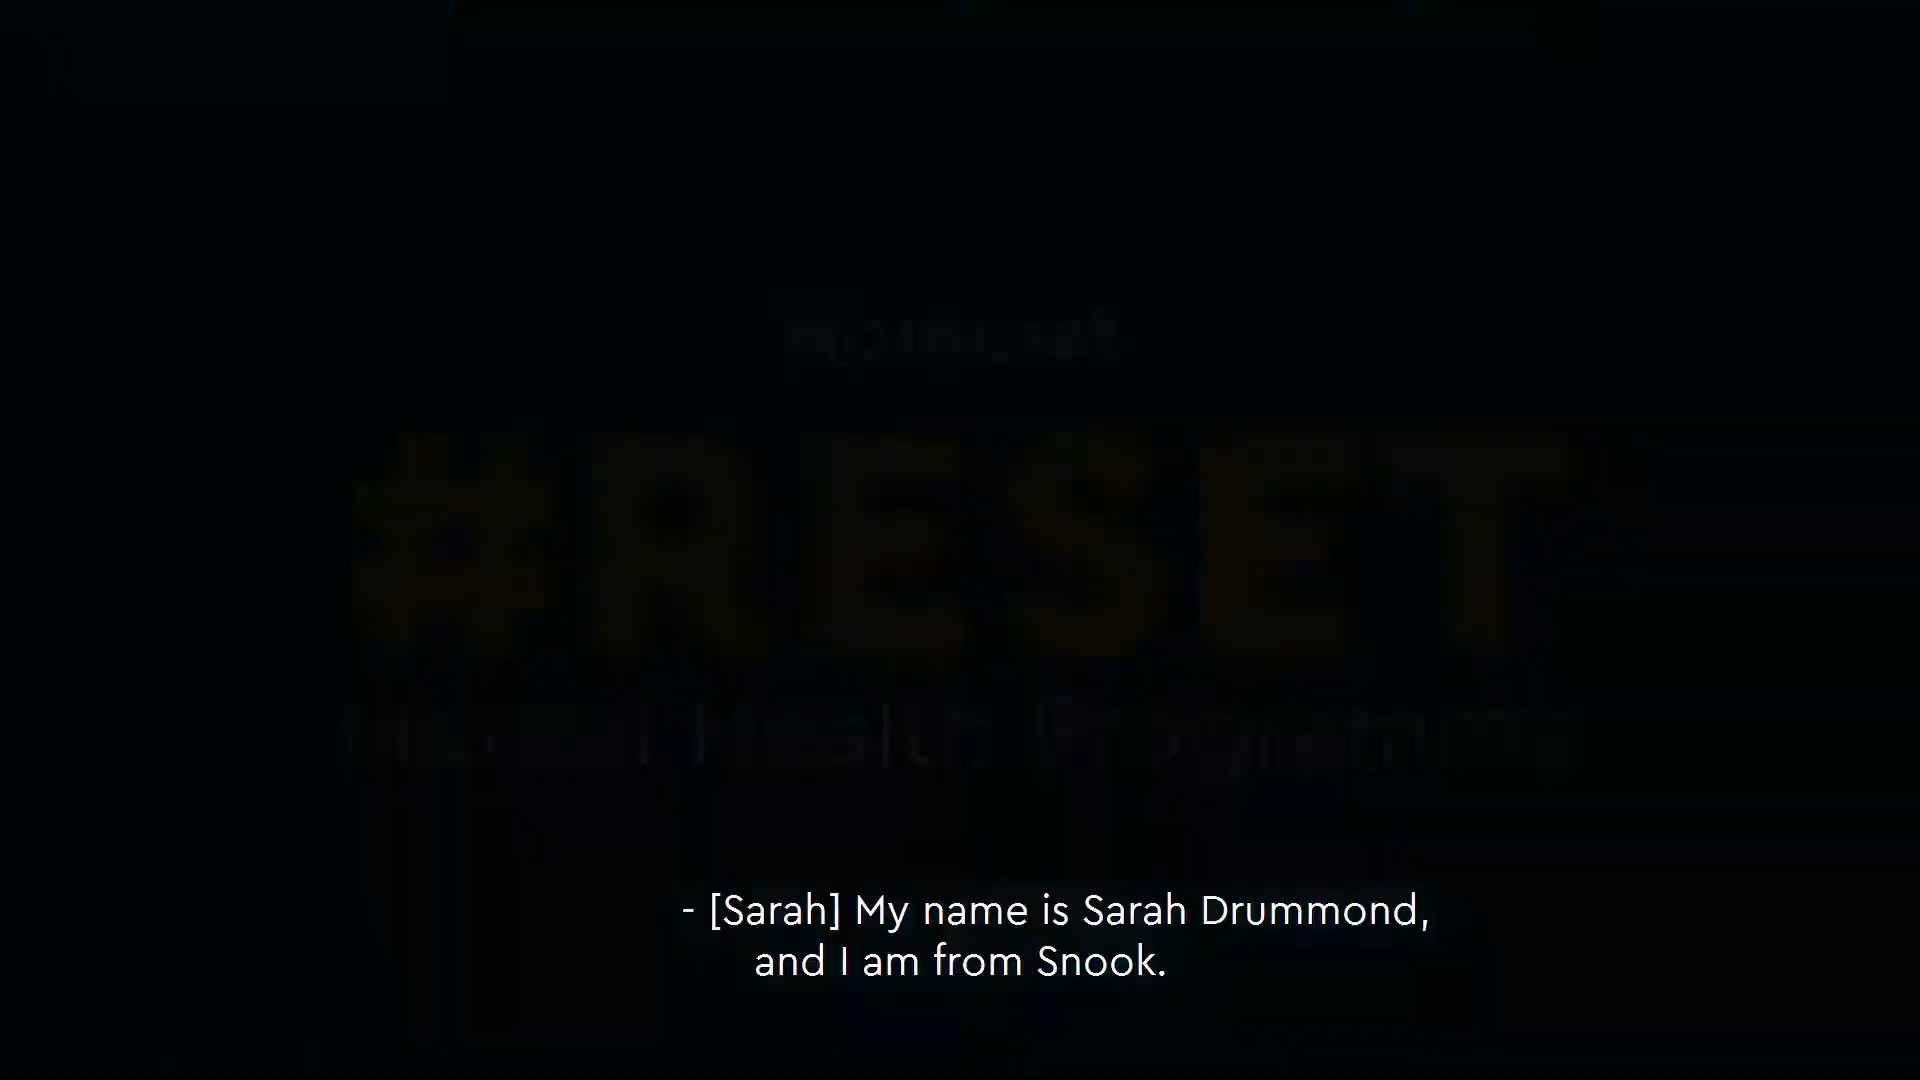 #RESET
Mental Health Programme
- [Sarah] My name is Sarah Drummond,
and I am from Snook.